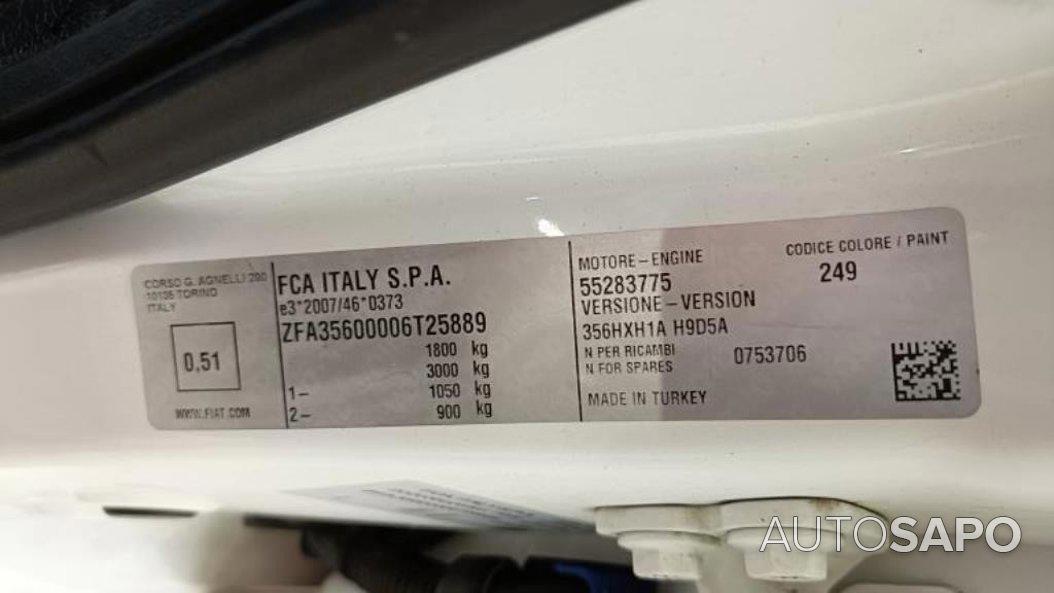 CORSO G. AGNELLI 200
10135 TORINO
ITALY
0,51
WWW.FIAT.COM
FCA ITALY S.P.A.
e3*2007/46*0373
ZFA35600006T25889
1800 kg
3000 kg
1– 1050 kg
2– 900 kg
MOTORE – ENGINE
55283775
VERSIONE – VERSION
356HXH1A H9D5A
N PER RICAMBI
N FOR SPARES
0753706
MADE IN TURKEY
CODICE COLORE / PAINT
249
AUTOSAPO